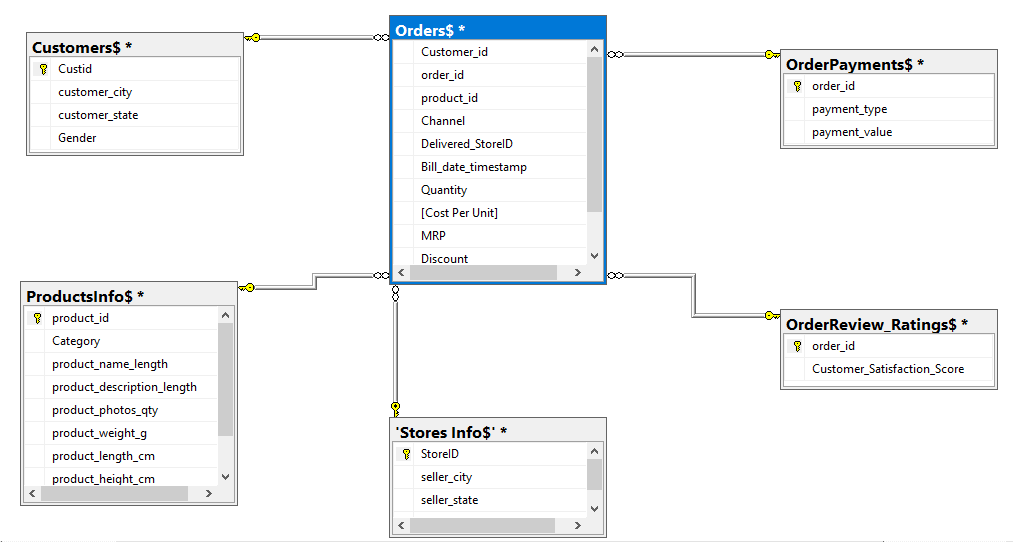 Customers$ *
Custid
customer_city
customer_state
Gender
Orders$ *
Customer_id
order_id
product_id
Channel
Delivered_StoreID
Bill_date_timestamp
Quantity
[Cost Per Unit]
MRP
Discount
OrderPayments$ *
order_id
payment_type
payment_value
ProductsInfo$ *
product_id
Category
product_name_length
product_description_length
product_photos_qty
product_weight_g
product_length_cm
product_height_cm
OrderReview_Ratings$ *
order_id
Customer_Satisfaction_Score
'Stores Info$' *
StoreID
seller_city
seller_state